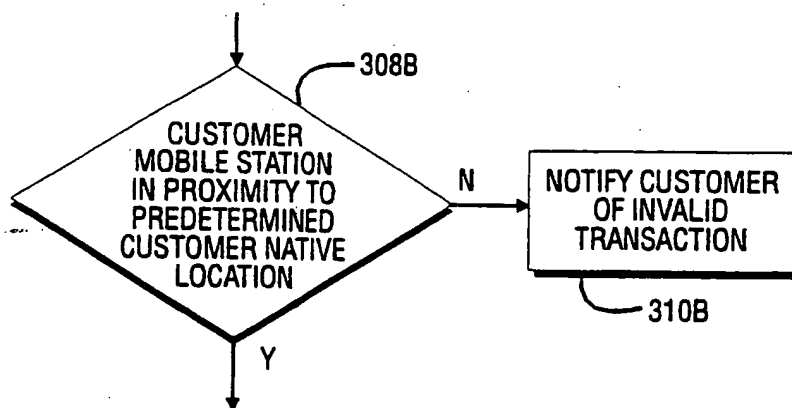 308B
CUSTOMER
MOBILE STATION
IN PROXIMITY TO
PREDETERMINED
CUSTOMER NATIVE
LOCATION
N
NOTIFY CUSTOMER
OF INVALID
TRANSACTION
310B
Y